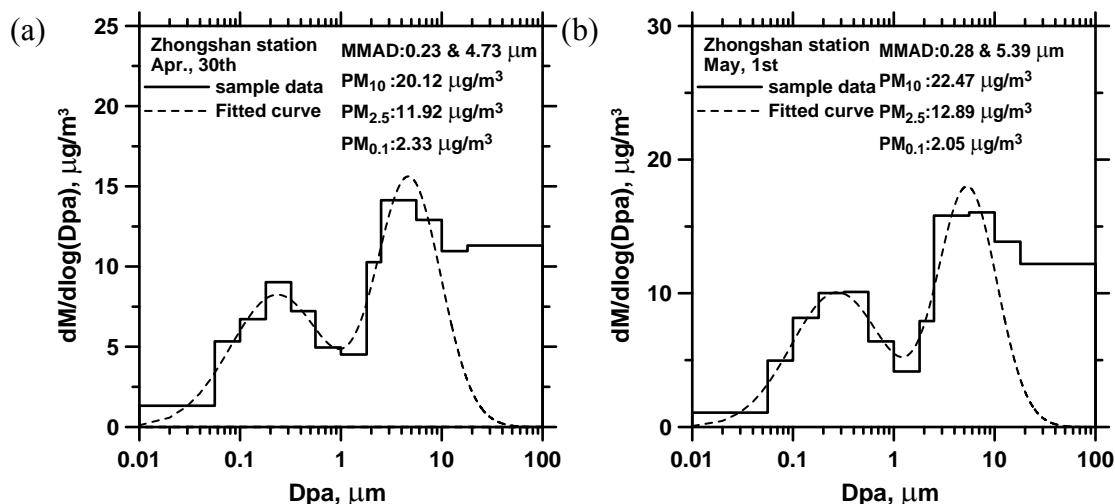 (a)
Zhongshan station
Apr., 30th
sample data
Fitted curve
MMAD:0.23 & 4.73 μm
PM10 :20.12 μg/m3
PM2.5:11.92 μg/m3
PM0.1:2.33 μg/m3
dM/dlog(Dpa), μg/m3
25
20
15
10
5
0
0.01 0.1 1 10 100
Dpa, μm
(b)
Zhongshan station
May, 1st
sample data
Fitted curve
MMAD:0.28 & 5.39 μm
PM10 :22.47 μg/m3
PM2.5:12.89 μg/m3
PM0.1:2.05 μg/m3
dM/dlog(Dpa), μg/m3
30
20
10
0
0.01 0.1 1 10 100
Dpa, μm